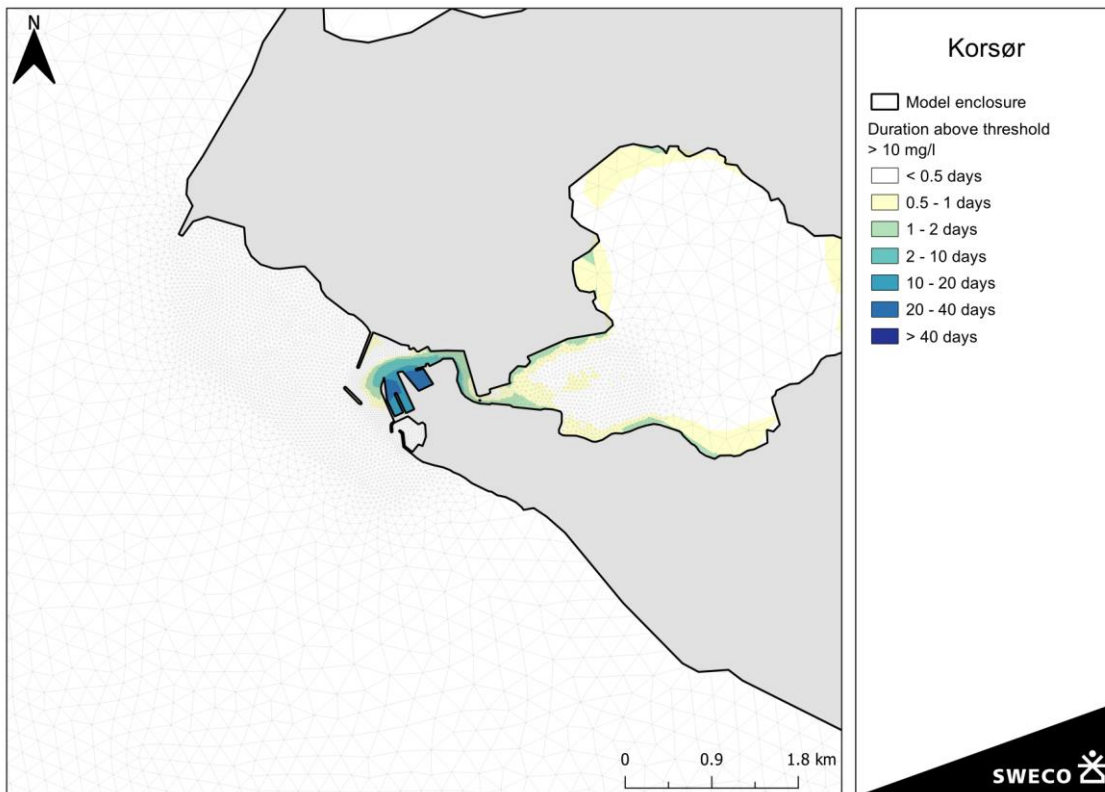 N
0 0.9 1.8 km
Korsør
Model enclosure
Duration above threshold
> 10 mg/l
< 0.5 days
0.5 - 1 days
1 - 2 days
2 - 10 days
10 - 20 days
20 - 40 days
> 40 days
SWECO